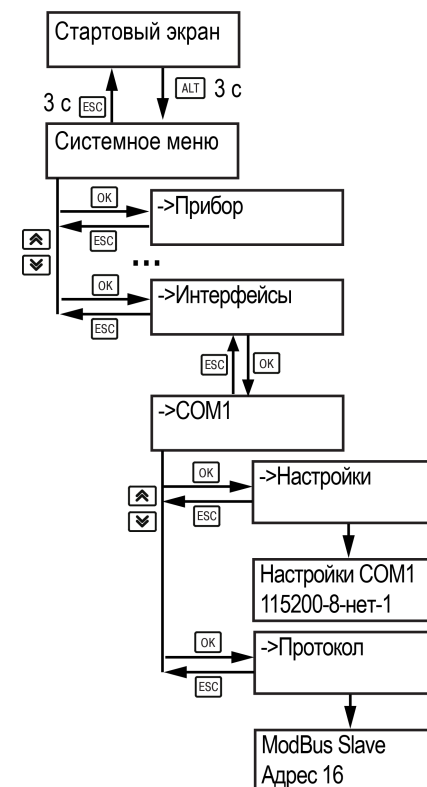 Стартовый экран
3 с ESC
ALT 3 с
Системное меню
OK
->Прибор
ESC
...
OK
->Интерфейсы
ESC
ESC
OK
->COM1
OK
->Настройки
ESC
Настройки COM1
115200-8-нет-1
OK
->Протокол
ESC
ModBus Slave
Адрес 16